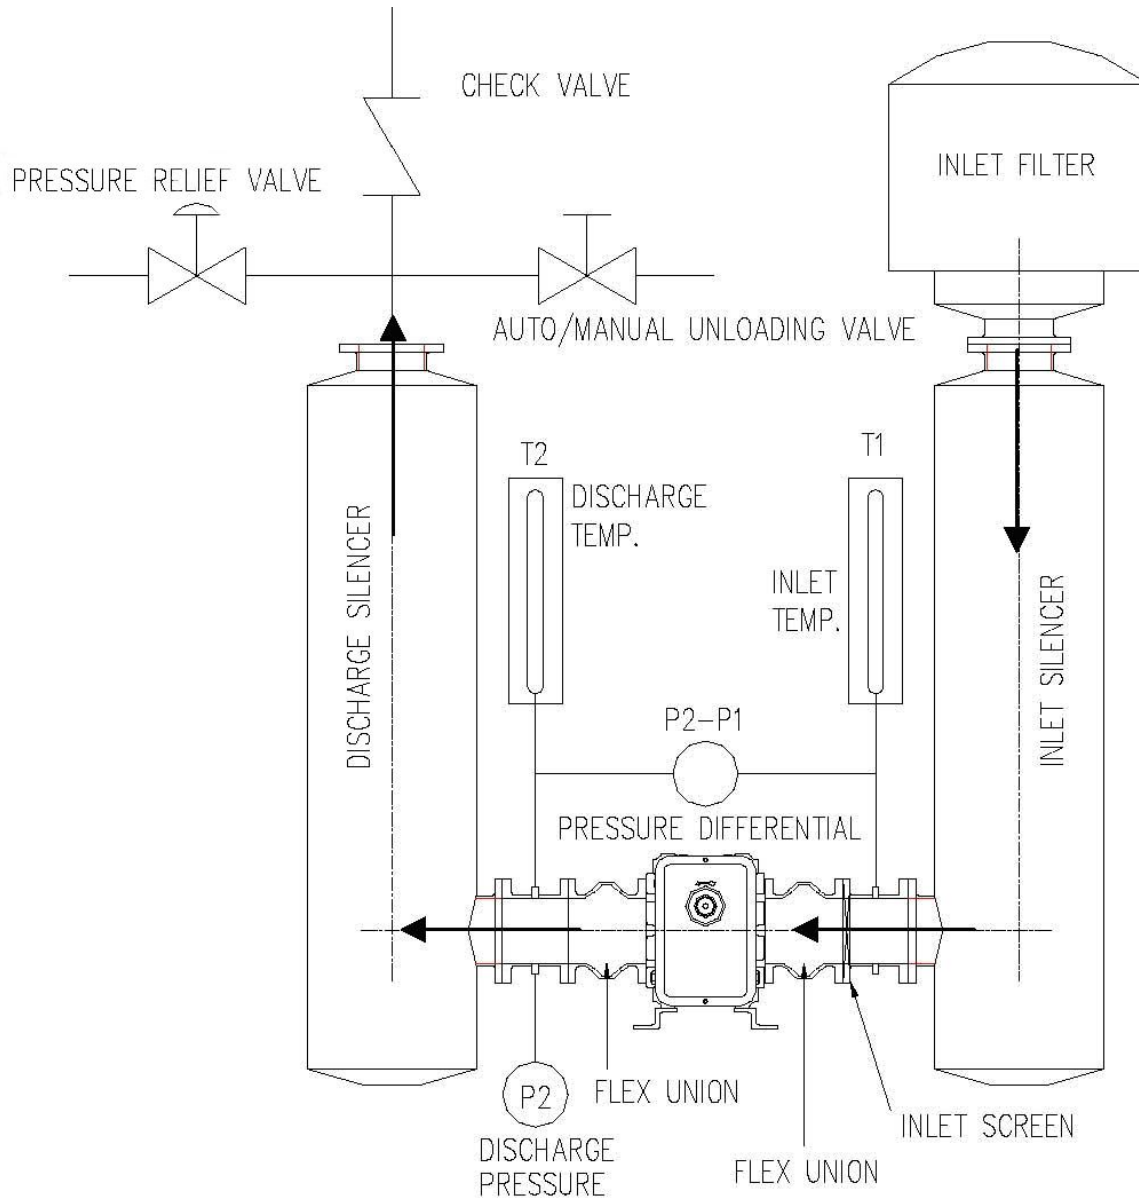 CHECK VALVE
PRESSURE RELIEF VALVE
INLET FILTER
AUTO/MANUAL UNLOADING VALVE
T2
DISCHARGE
TEMP.
T1
INLET
TEMP.
DISCHARGE SILENCER
INLET SILENCER
P2-P1
PRESSURE DIFFERENTIAL
P2
DISCHARGE
PRESSURE
FLEX UNION
FLEX UNION
INLET SCREEN